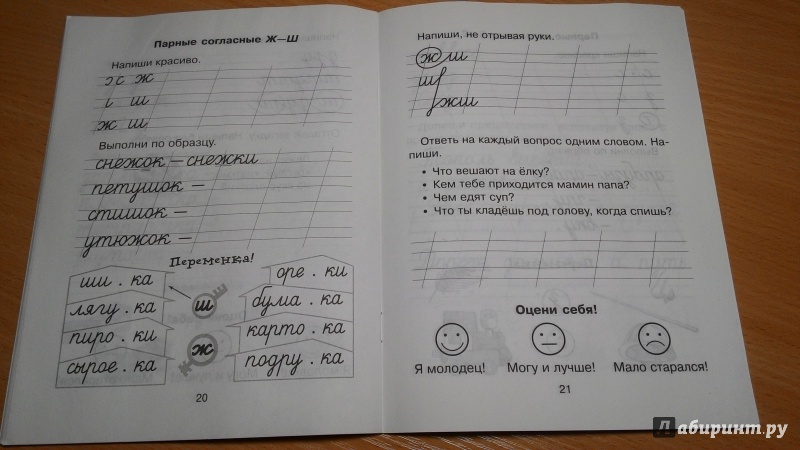 Парные согласные Ж—Ш
Напиши красиво.
ж
ш
ж ш
Выполни по образцу.
снежок — снежки
петушок —
стишок —
утюжок —
Переменка!
ши . ка
лягу . ка
пиро . ки
сырое . ка
ш
ж
оре . ки
бума . ка
карто . ка
подру . ка
20
Напиши, не отрывая руки.
ж ш
ш
жш
Ответь на каждый вопрос одним словом. На-
пиши.
• Что вешают на ёлку?
• Кем тебе приходится мамин папа?
• Чем едят суп?
• Что ты кладёшь под голову, когда спишь?
Оцени себя!
Я молодец! Могу и лучше! Мало старался!
21
Лабиринт.ру